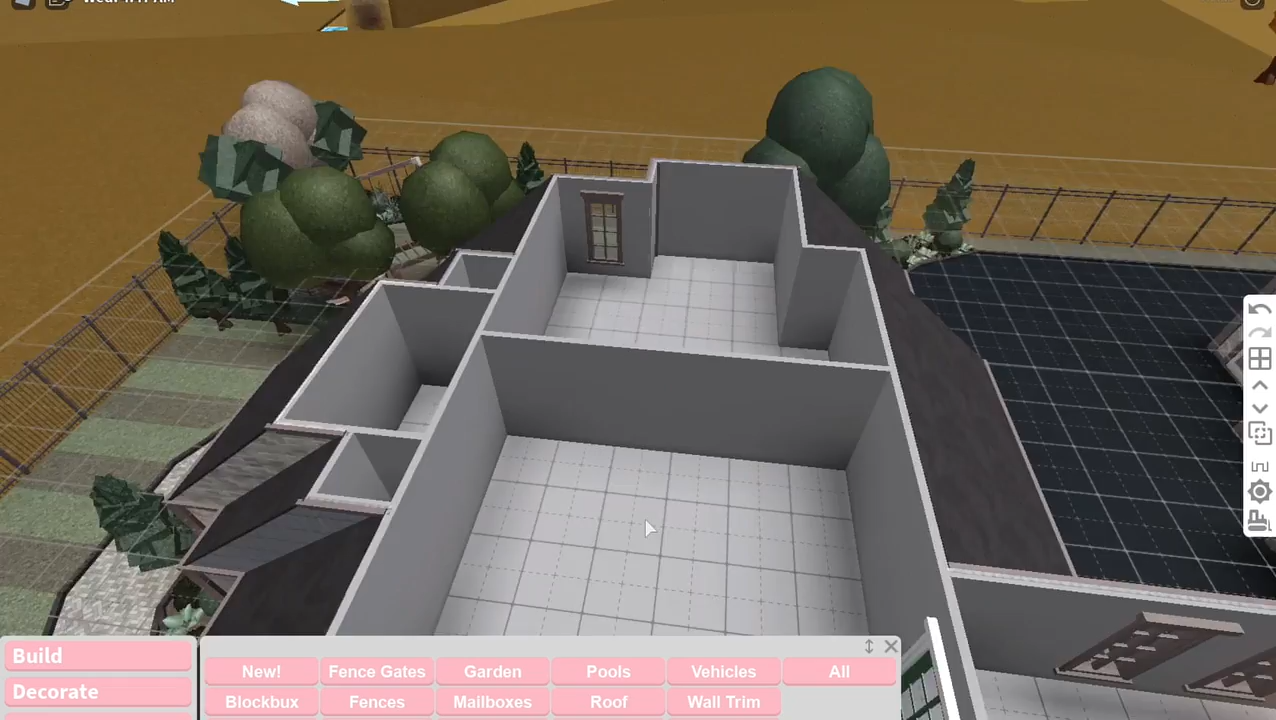 Build
Decorate
New!
Fence Gates
Garden
Pools
Vehicles
All
Blockbux
Fences
Mailboxes
Roof
Wall Trim